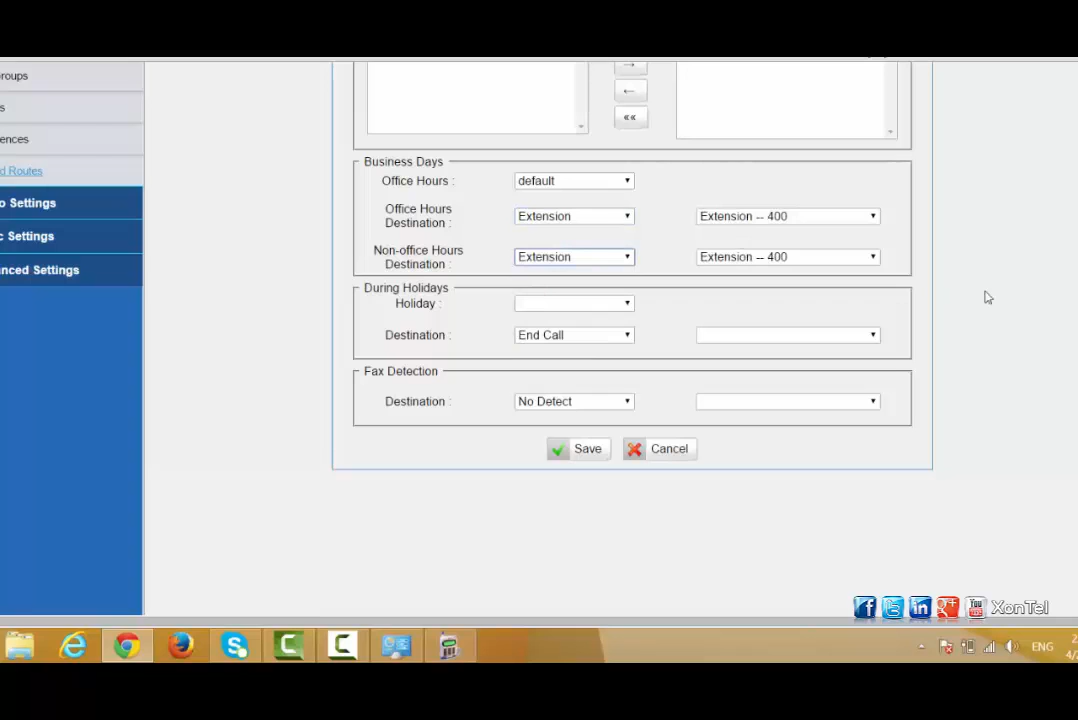 roups
s
ences
d Routes
o Settings
c Settings
nced Settings
→
←
««
Business Days
Office Hours :
default
Office Hours
Destination :
Extension
Extension -- 400
Non-office Hours
Destination :
Extension
Extension -- 400
During Holidays
Holiday :
Destination :
End Call
Fax Detection
Destination :
No Detect
Save
Cancel
XonTel
ENG